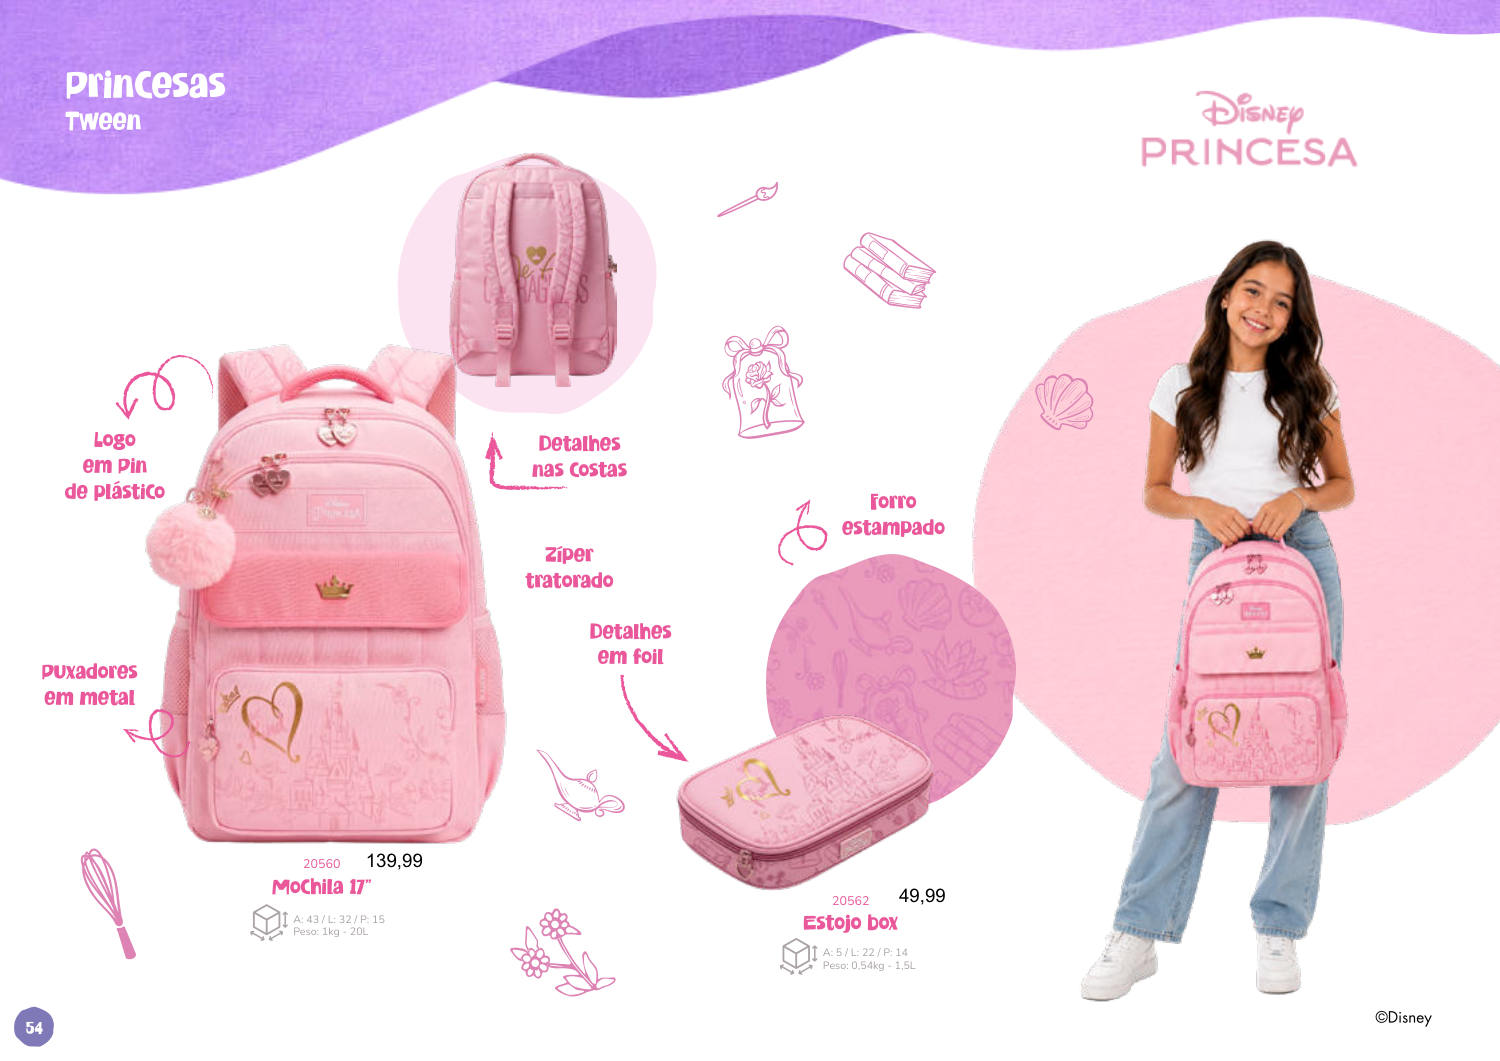 Princesas
Tween
Disney
PRINCESA
Logo
em pin
de plástico
Detalhes
nas costas
Zíper
tratorado
Forro
estampado
Detalhes
em foil
Puxadores
em metal
20560 139,99
Mochila 17"
A: 43 / L: 32 / P: 15
Peso: 1kg - 20L
20562 49,99
Estojo box
A: 5 / L: 22 / P: 14
Peso: 0,54kg - 1,5L
54
©Disney